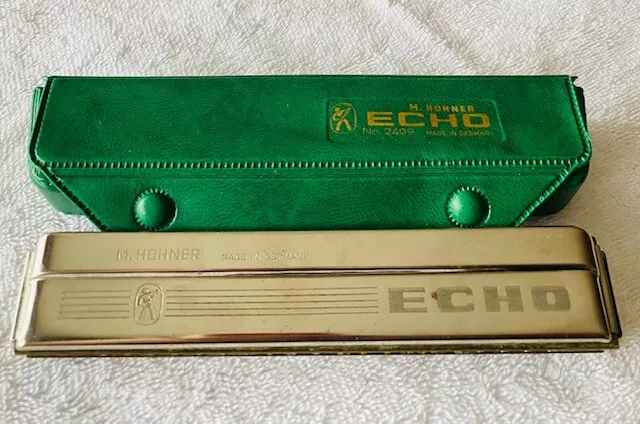 M. HOHNER
ECHO
No. 2409 MADE IN GERMANY
M. HOHNER MADE IN GERMANY
ECHO